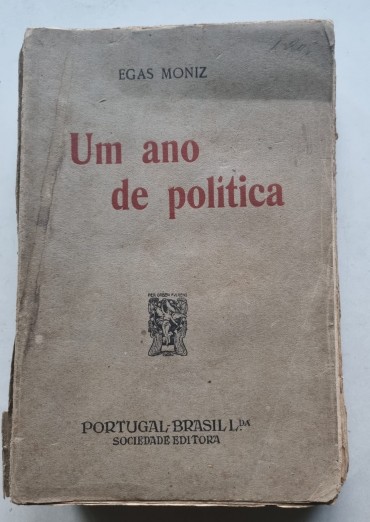 EGAS MONIZ
Um ano
de política
PORTUGAL-BRASIL L.DA
SOCIEDADE EDITORA